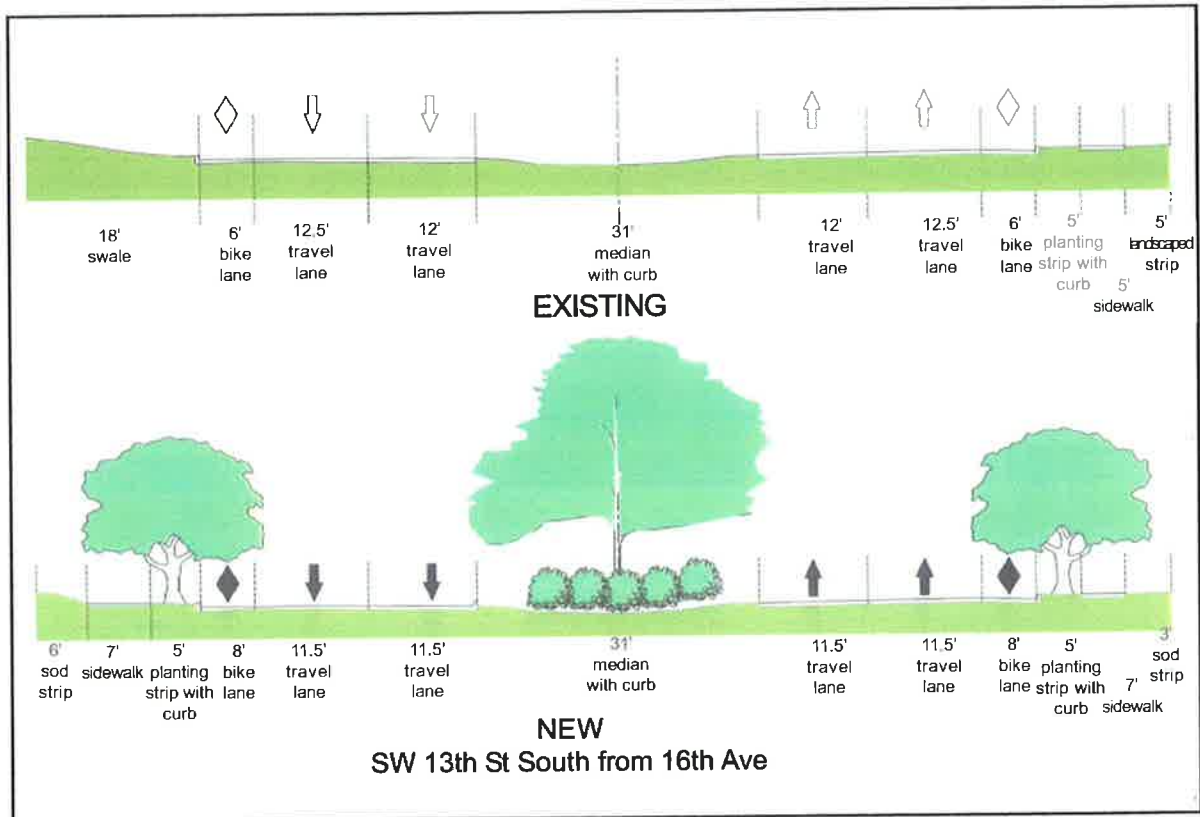 18'
swale
6'
bike
lane
12.5'
travel
lane
12'
travel
lane
31'
median
with curb
12'
travel
lane
12.5'
travel
lane
6'
bike
lane
5'
planting
strip with
curb
5'
sidewalk
5'
landscaped
strip
EXISTING
6'
sod
strip
7'
sidewalk
5'
planting
strip with
curb
8'
bike
lane
11.5'
travel
lane
11.5'
travel
lane
31'
median
with curb
11.5'
travel
lane
11.5'
travel
lane
8'
bike
lane
5'
planting
strip with
curb
7'
sidewalk
3'
sod
strip
NEW
SW 13th St South from 16th Ave